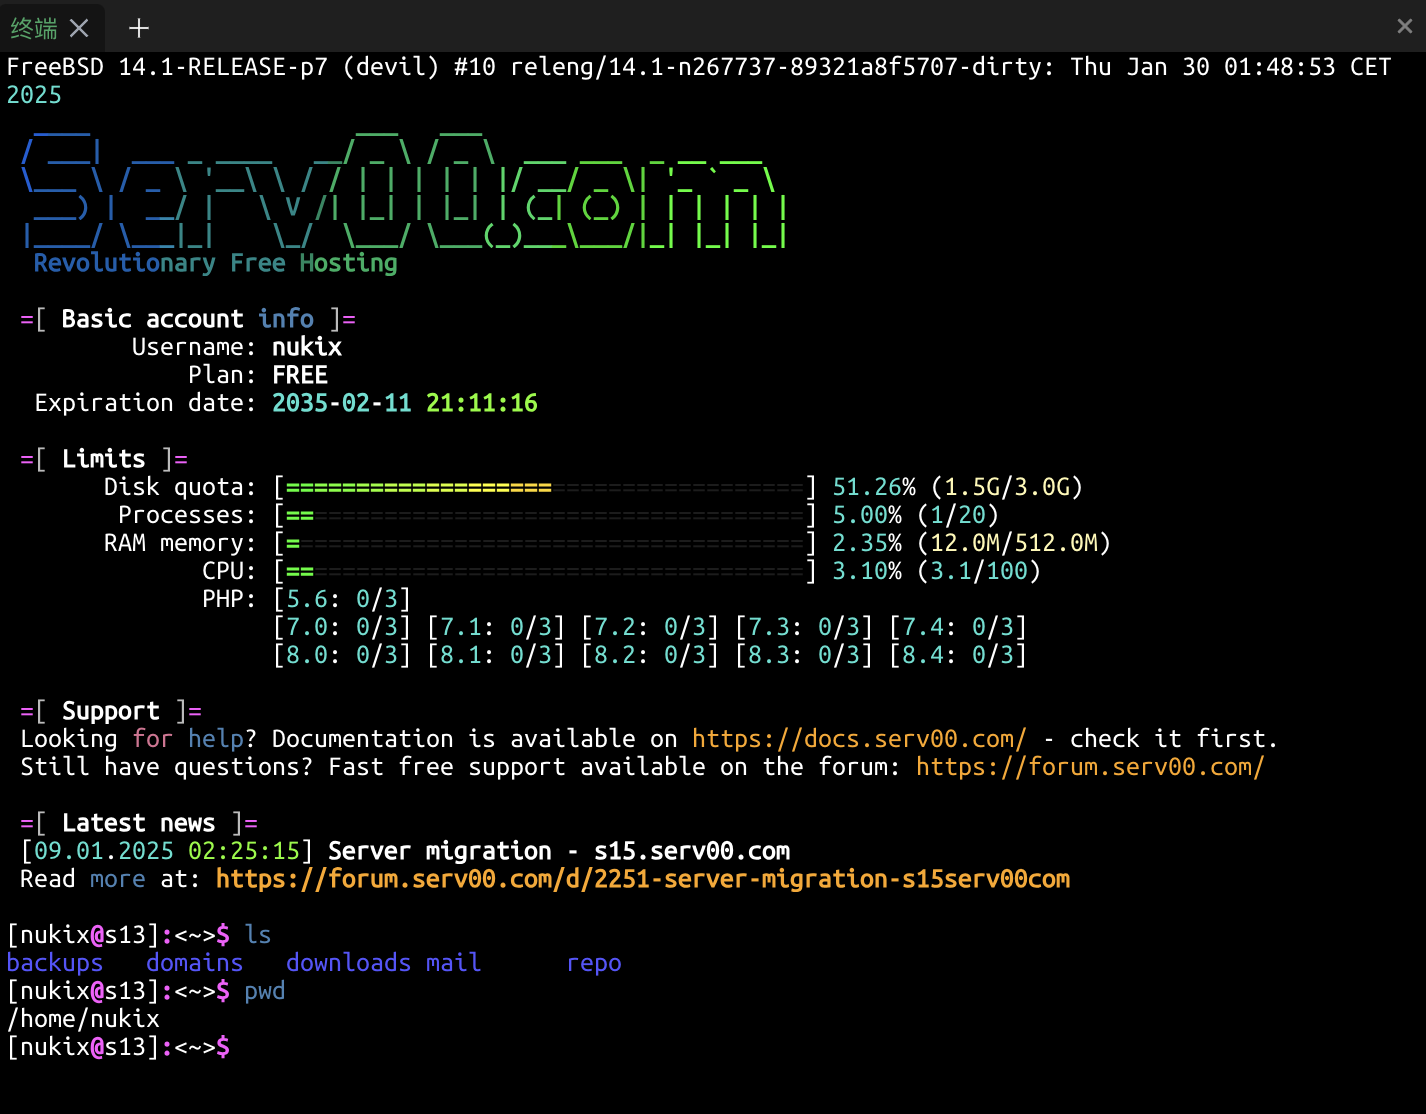 终端
FreeBSD 14.1-RELEASE-p7 (devil) #10 releng/14.1-n267737-89321a8f5707-dirty: Thu Jan 30 01:48:53 CET
2025
Serv00.com
Revolutionary Free Hosting
=[ Basic account info ]=
Username: nukix
Plan: FREE
Expiration date: 2035-02-11 21:11:16
=[ Limits ]=
Disk quota: [===================                  ] 51.26% (1.5G/3.0G)
Processes: [==                                   ] 5.00% (1/20)
RAM memory: [=                                    ] 2.35% (12.0M/512.0M)
CPU: [==                                   ] 3.10% (3.1/100)
PHP: [5.6: 0/3]
[7.0: 0/3] [7.1: 0/3] [7.2: 0/3] [7.3: 0/3] [7.4: 0/3]
[8.0: 0/3] [8.1: 0/3] [8.2: 0/3] [8.3: 0/3] [8.4: 0/3]
=[ Support ]=
Looking for help? Documentation is available on https://docs.serv00.com/ - check it first.
Still have questions? Fast free support available on the forum: https://forum.serv00.com/
=[ Latest news ]=
[09.01.2025 02:25:15] Server migration - s15.serv00.com
Read more at: https://forum.serv00.com/d/2251-server-migration-s15serv00com
[nukix@s13]:<~>$ ls
backups domains downloads mail repo
[nukix@s13]:<~>$ pwd
/home/nukix
[nukix@s13]:<~>$